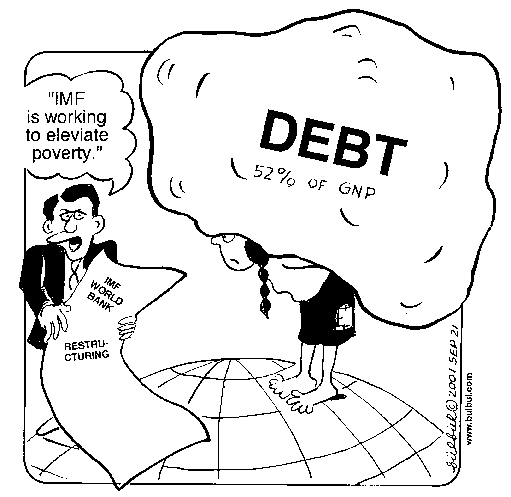 "IMF
is working
to eleviate
poverty."
DEBT
52% OF GNP
IMF
WORLD
BANK
RESTRU-
CTURING
bülbül © 2001 SEP 21
www.bulbul.com